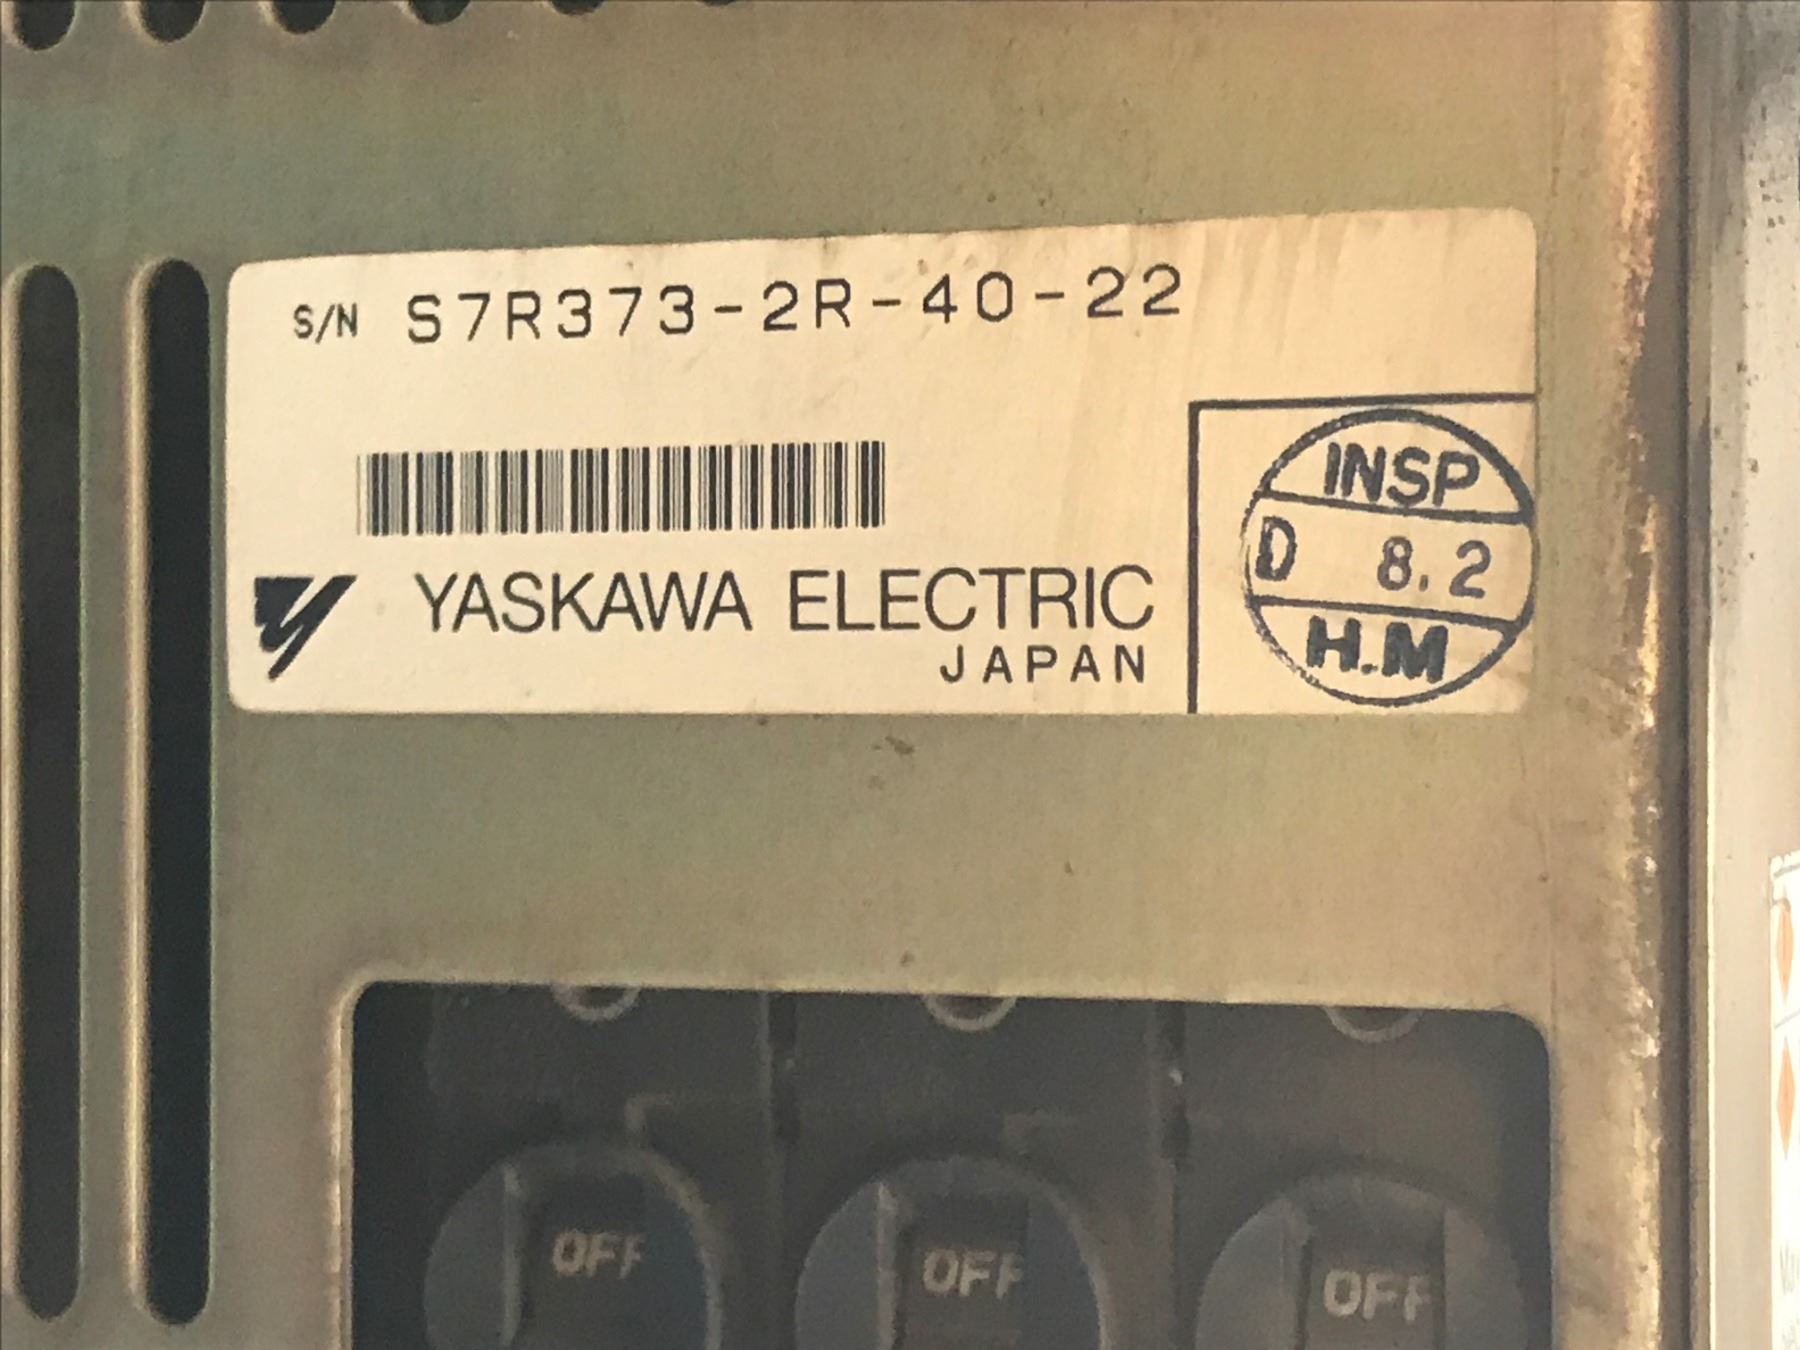 S/N S7R373-2R-40-22
YASKAWA ELECTRIC
JAPAN
INSP
D 8.2
H.M
OFF
OFF
OFF